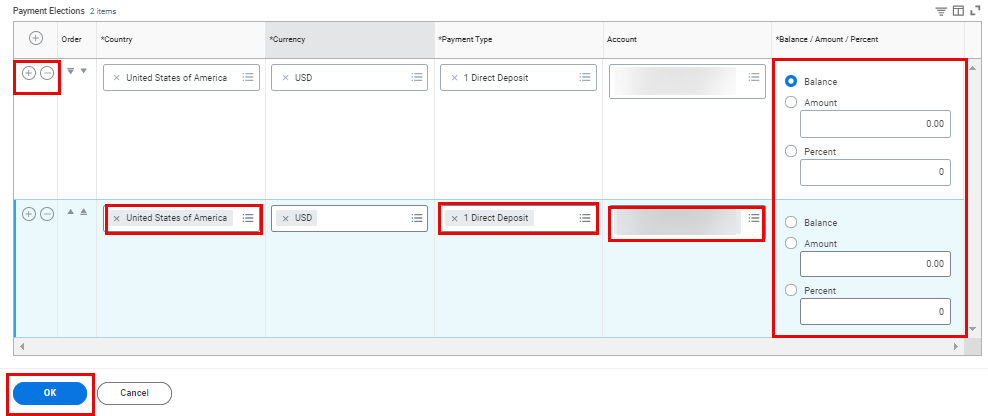 Payment Elections 2 items
Order *Country *Currency *Payment Type Account *Balance / Amount / Percent
× United States of America × USD × 1 Direct Deposit Balance
Amount
0.00
Percent
0
× United States of America × USD × 1 Direct Deposit Balance
Amount
0.00
Percent
0
OK Cancel